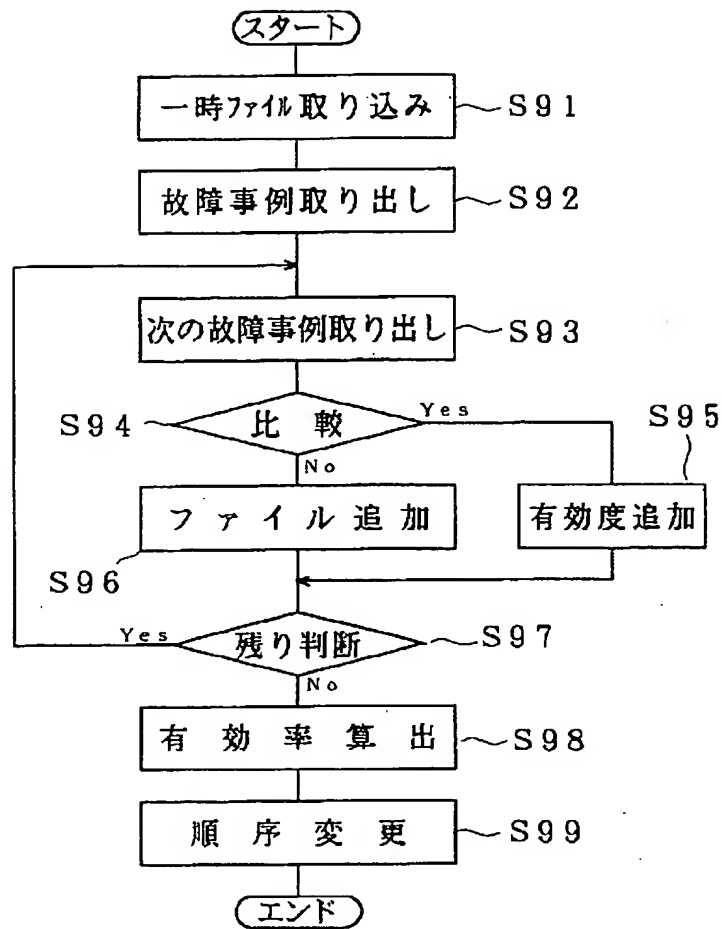 スタート
一時ファイル取り込み
S91
故障事例取り出し
S92
次の故障事例取り出し
S93
S94
比較
Yes
No
S95
有効度追加
ファイル追加
S96
Yes
残り判断
S97
No
有効率算出
S98
順序変更
S99
エンド